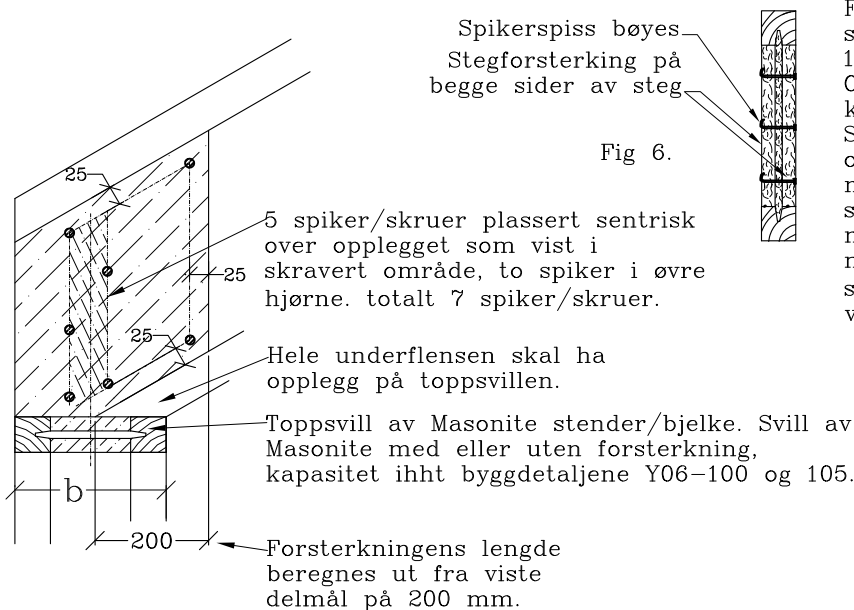 Spikerspiss bøyes
Stegforsterking på
begge sider av steg
Fig 6.
25
5 spiker/skruer plassert sentrisk
over opplegget som vist i
skravert område, to spiker i øvre
hjørne. totalt 7 spiker/skruer.
25
25
Hele underflensen skal ha
opplegg på toppsvillen.
Toppsvill av Masonite stender/bjelke. Svill av
Masonite med eller uten forsterkning,
kapasitet ihht byggdetaljene Y06-100 og 105.
b
200
Forsterkningens lengde
beregnes ut fra viste
delmål på 200 mm.